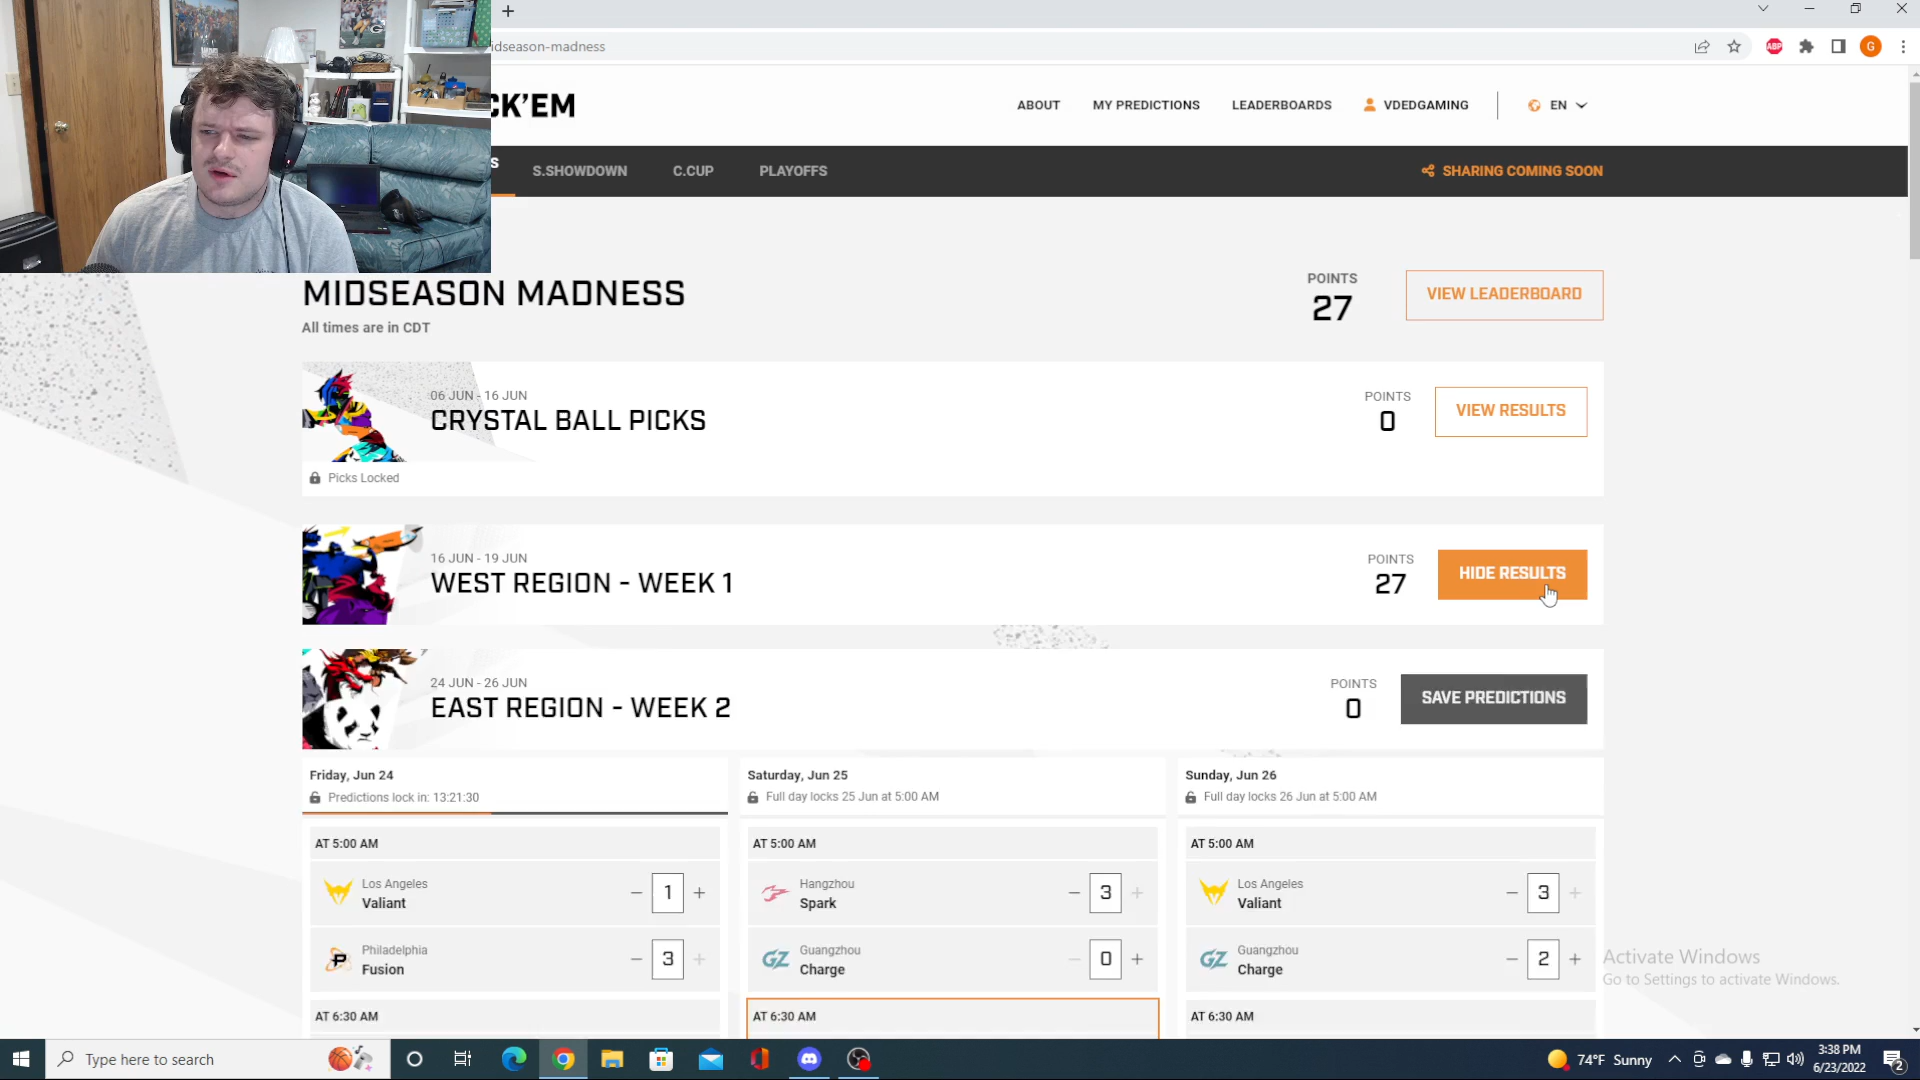 idseason-madness
ABP
G
CK'EM
ABOUT
MY PREDICTIONS
LEADERBOARDS
VDEDGAMING
EN
S
S.SHOWDOWN
C.CUP
PLAYOFFS
SHARING COMING SOON
MIDSEASON MADNESS
All times are in CDT
POINTS
27
VIEW LEADERBOARD
06 JUN - 16 JUN
CRYSTAL BALL PICKS
POINTS
0
VIEW RESULTS
Picks Locked
16 JUN - 19 JUN
WEST REGION - WEEK 1
POINTS
27
HIDE RESULTS
24 JUN - 26 JUN
EAST REGION - WEEK 2
POINTS
0
SAVE PREDICTIONS
Friday, Jun 24
Predictions lock in: 13:21:30
AT 5:00 AM
Los Angeles
Valiant
1
Philadelphia
Fusion
3
AT 6:30 AM
Saturday, Jun 25
Full day locks 25 Jun at 5:00 AM
AT 5:00 AM
Hangzhou
Spark
3
Guangzhou
Charge
0
AT 6:30 AM
Sunday, Jun 26
Full day locks 26 Jun at 5:00 AM
AT 5:00 AM
Los Angeles
Valiant
3
Guangzhou
Charge
2
AT 6:30 AM
Activate Windows
Go to Settings to activate Windows.
Type here to search
74°F Sunny
3:38 PM
6/23/2022
2